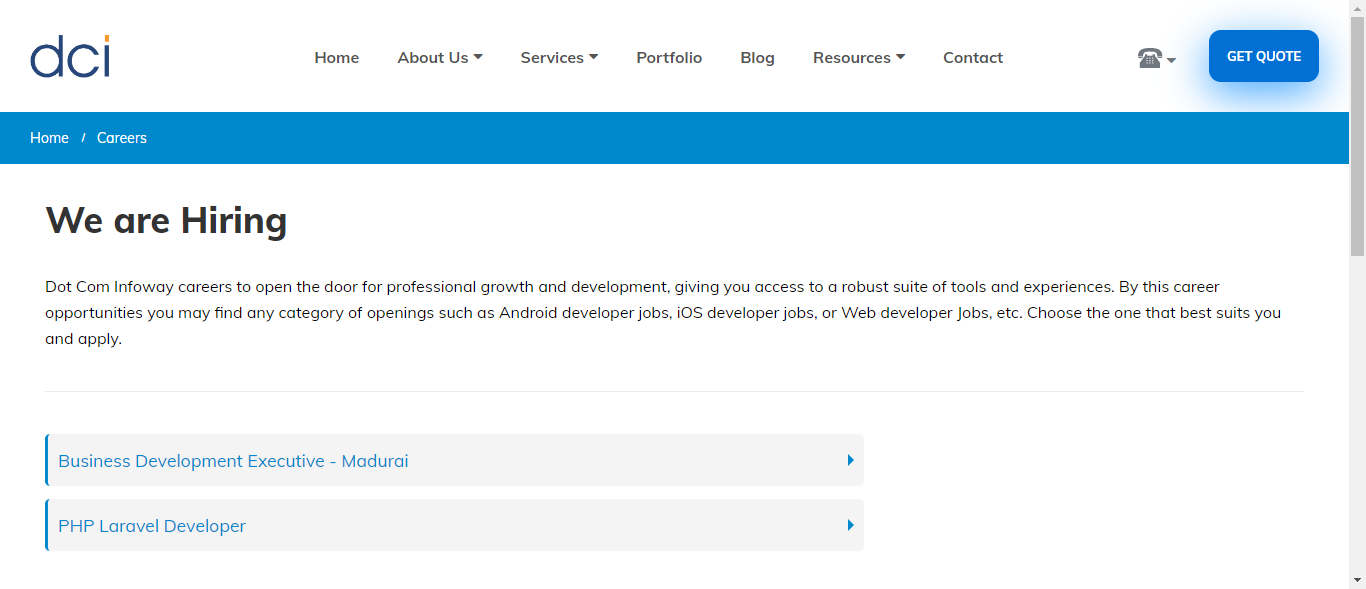 dci
Home About Us Services Portfolio Blog Resources Contact GET QUOTE
Home / Careers
We are Hiring
Dot Com Infoway careers to open the door for professional growth and development, giving you access to a robust suite of tools and experiences. By this career
opportunities you may find any category of openings such as Android developer jobs, iOS developer jobs, or Web developer Jobs, etc. Choose the one that best suits you
and apply.
Business Development Executive - Madurai
PHP Laravel Developer